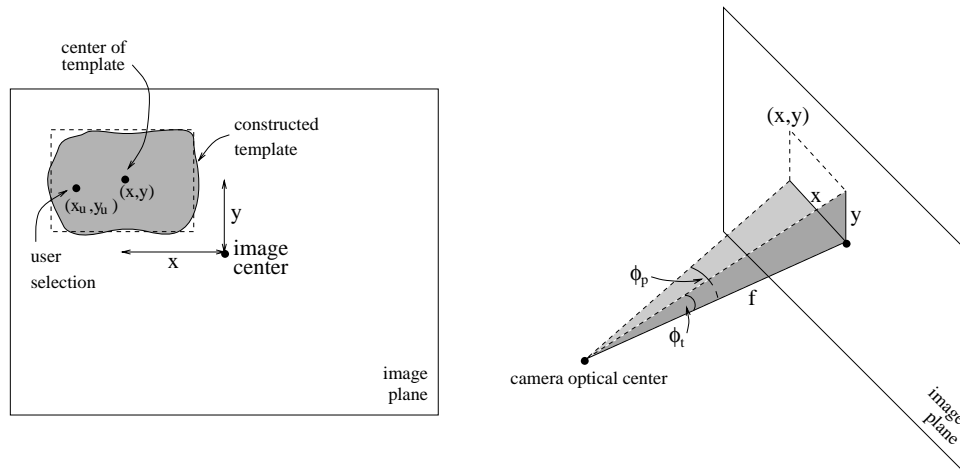 center of
template
constructed
template
(x,y)
(xu,yu)
y
x
image
center
user
selection
image
plane
(x,y)
x
y
ϕp
f
ϕt
camera optical center
image
plane